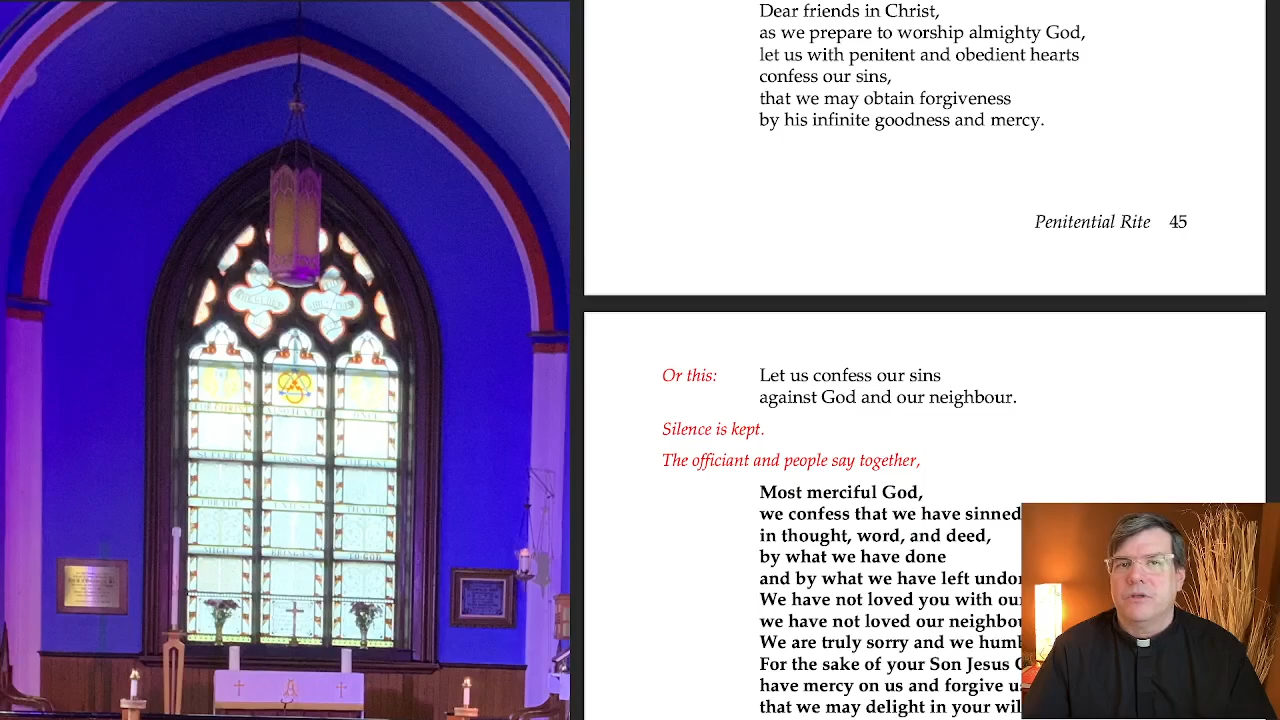 Dear friends in Christ,
as we prepare to worship almighty God,
let us with penitent and obedient hearts
confess our sins,
that we may obtain forgiveness
by his infinite goodness and mercy.
Penitential Rite 45
Or this: Let us confess our sins
against God and our neighbour.
Silence is kept.
The officiant and people say together,
Most merciful God,
we confess that we have sinned
in thought, word, and deed,
by what we have done
and by what we have left
We have not loved you with
we have not loved our
We are truly sorry and we
For the sake of your Son Jesus
have mercy on us and forgive
that we may delight in your